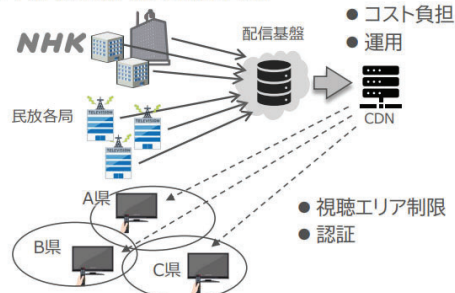 ● コスト負担
● 運用
NHK
配信基盤
民放各局
CDN
A県
B県
C県
● 視聴エリア制限
● 認証